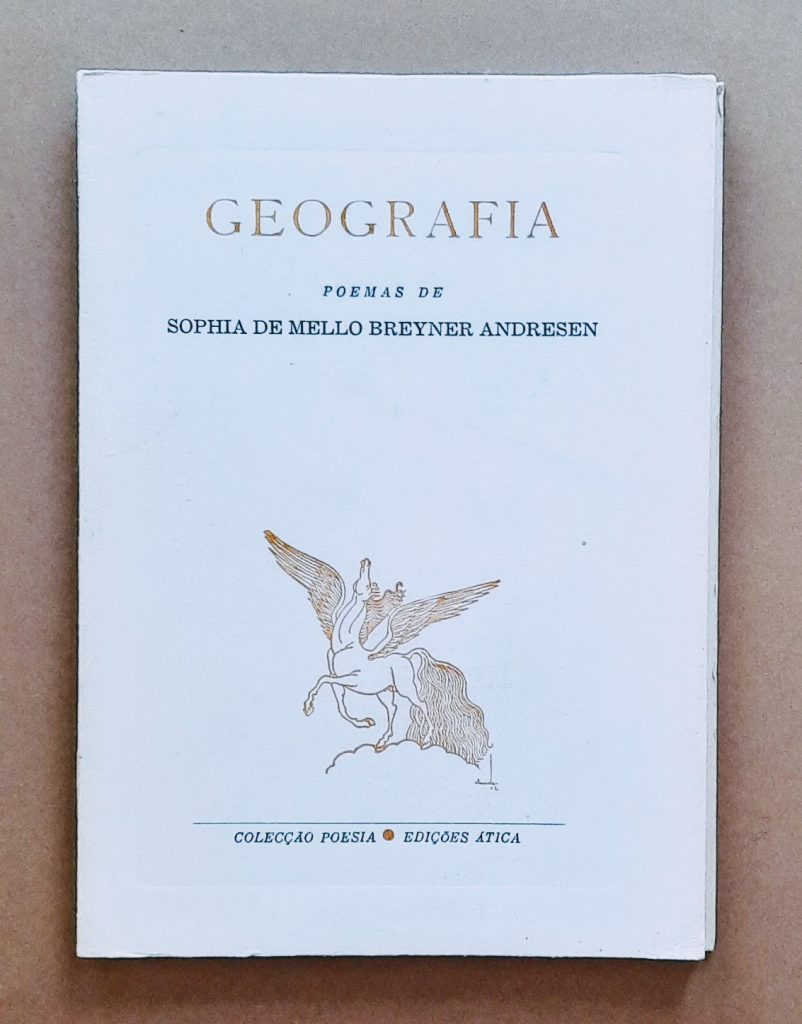 GEOGRAFIA
POEMAS DE
SOPHIA DE MELLO BREYNER ANDRESEN
COLECÇÃO POESIA EDIÇÕES ÁTICA